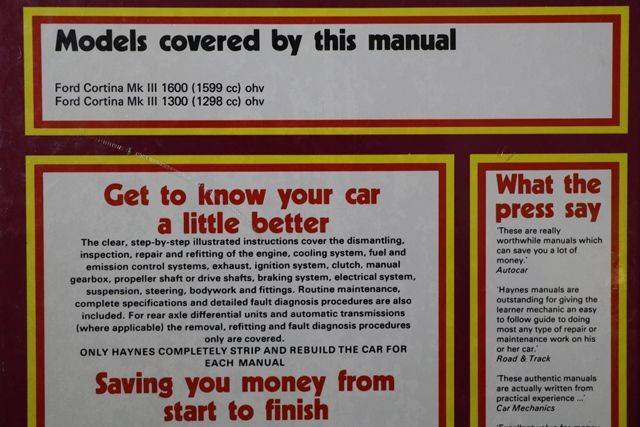 Models covered by this manual
Ford Cortina Mk III 1600 (1599 cc) ohv
Ford Cortina Mk III 1300 (1298 cc) ohv
Get to know your car
a little better
The clear, step-by-step illustrated instructions cover the dismantling,
inspection, repair and refitting of the engine, cooling system, fuel and
emission control systems, exhaust, ignition system, clutch, manual
gearbox, propeller shaft or drive shafts, braking system, electrical system,
suspension, steering, bodywork and fittings. Routine maintenance,
complete specifications and detailed fault diagnosis procedures are also
included. For rear axle differential units and automatic transmissions
(where applicable) the removal, refitting and fault diagnosis procedures
only are covered.
ONLY HAYNES COMPLETELY STRIP AND REBUILD THE CAR FOR
EACH MANUAL
Saving you money from
start to finish
What the
press say
'These are really
worthwhile manuals which
can save you a lot of
money.'
Autocar
'Haynes manuals are
outstanding for giving the
learner mechanic an easy
to follow guide to doing
most any type of repair or
maintenance work on his
or her car.'
Road & Track
'These authentic manuals
are actually written from
practical experience ...'
Car Mechanics